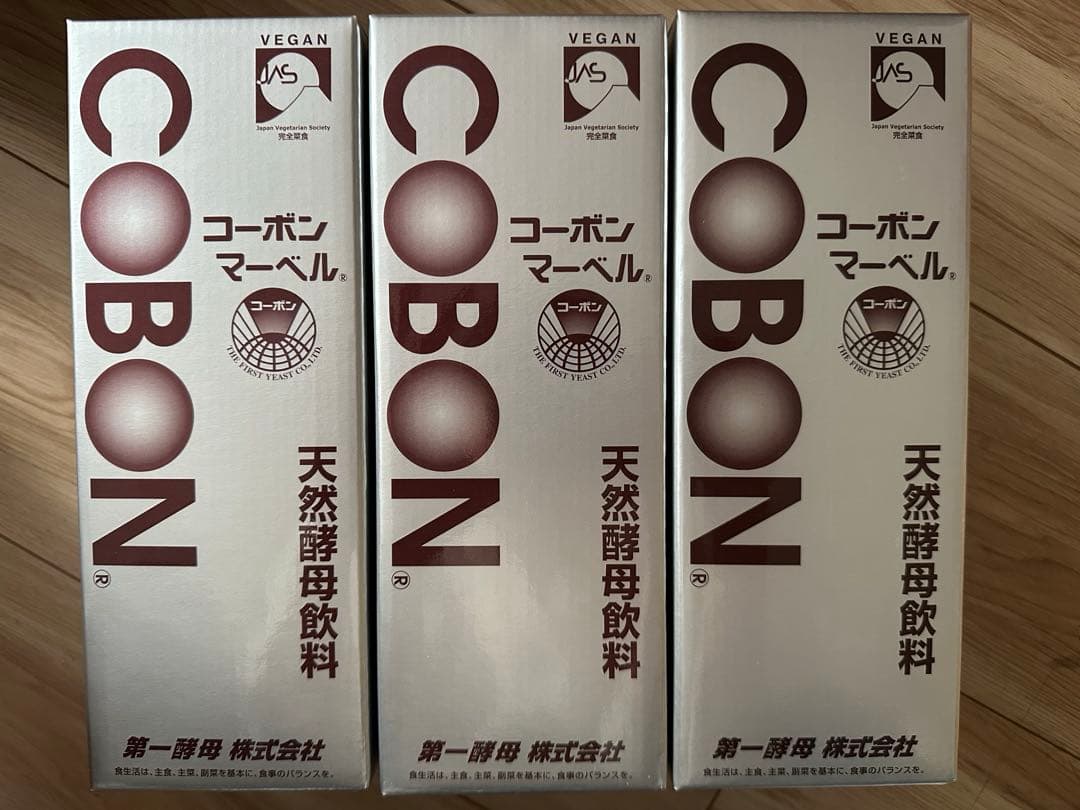 VEGAN
JAS
Japan Vegetarian Society
完全菜食
COBON®
コーボン
マーベル®
コーボン
THE FIRST YEAST CO., LTD.
天然酵母飲料
第一酵母 株式会社
食生活は、主食、主菜、副菜を基本に、食事のバランスを。
VEGAN
JAS
Japan Vegetarian Society
完全菜食
COBON®
コーボン
マーベル®
コーボン
THE FIRST YEAST CO., LTD.
天然酵母飲料
第一酵母 株式会社
食生活は、主食、主菜、副菜を基本に、食事のバランスを。
VEGAN
JAS
Japan Vegetarian Society
完全菜食
COBON®
コーボン
マーベル®
コーボン
THE FIRST YEAST CO., LTD.
天然酵母飲料
第一酵母 株式会社
食生活は、主食、主菜、副菜を基本に、食事のバランスを。